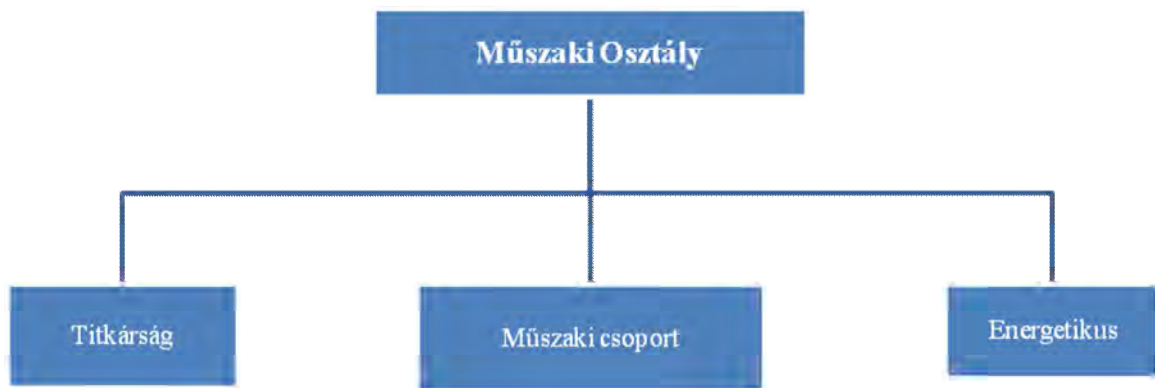 Műszaki Osztály
Titkárság
Műszaki csoport
Energetikus